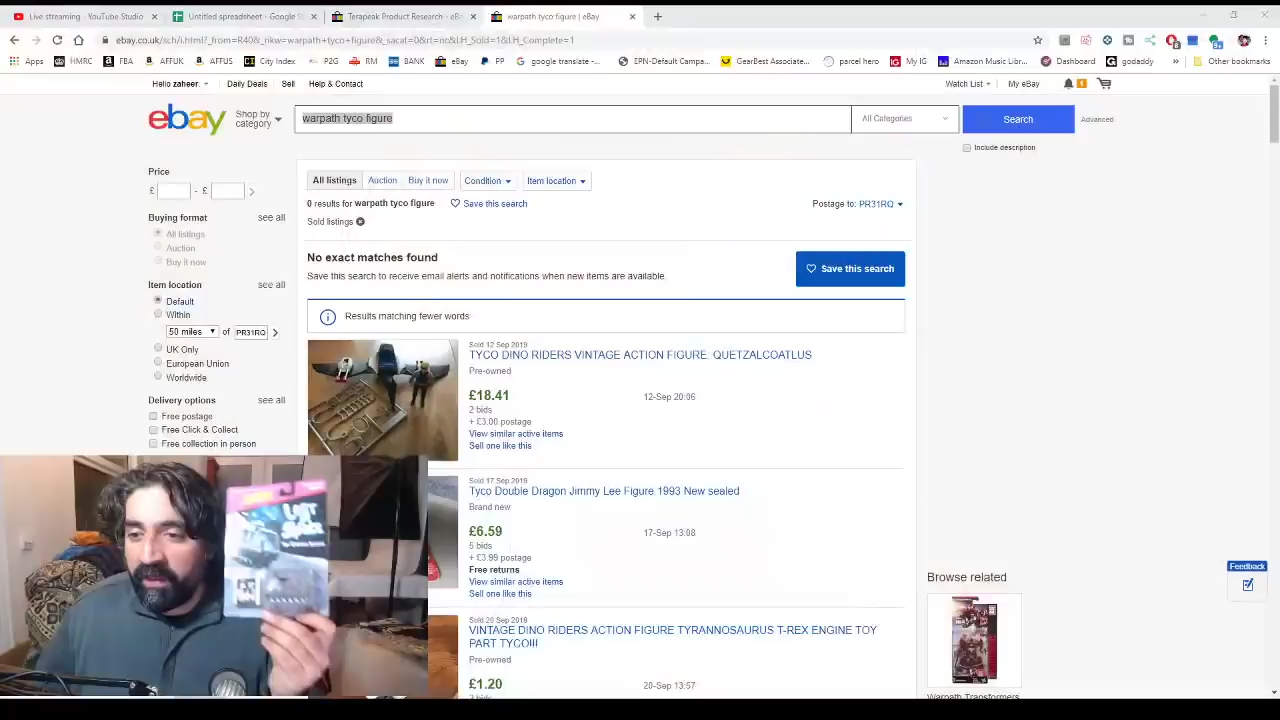 Live streaming - YouTube Studio
Untitled spreadsheet - Google S
Terapeak Product Research - eBa
warpath tyco figure | eBay
ebay.co.uk/sch/i.html?_from=R40&_nkw=warpath+tyco+figure&_sacat=0&rt=nc&LH_Sold=1&LH_Complete=1
Apps HMRC FBA AFFUK AFFUS City Index P2G RM BANK eBay PP google translate -... EPN-Default Campa... GearBest Associate... parcel hero My IG Amazon Music Libr... Dashboard godaddy » Other bookmarks
Hello zaheer. Daily Deals Sell Help & Contact Watch List My eBay 1
ebay Shop by category warpath tyco figure All Categories Search Advanced
Include description
Price
£ - £
Buying format see all
All listings
Auction
Buy it now
Item location see all
Default
Within
50 miles of PR31RQ
UK Only
European Union
Worldwide
Delivery options see all
Free postage
Free Click & Collect
Free collection in person
All listings Auction Buy it now Condition Item location
0 results for warpath tyco figure Save this search Postage to: PR31RQ
Sold listings
No exact matches found
Save this search to receive email alerts and notifications when new items are available.
Save this search
Results matching fewer words
Sold 12 Sep 2019
TYCO DINO RIDERS VINTAGE ACTION FIGURE: QUETZALCOATLUS
Pre-owned
£18.41 12-Sep 20:06
2 bids
+ £3.00 postage
View similar active items
Sell one like this
Sold 17 Sep 2019
Tyco Double Dragon Jimmy Lee Figure 1993 New sealed
Brand new
£6.59 17-Sep 13:08
5 bids
+ £3.99 postage
Free returns
View similar active items
Sell one like this
Sold 20 Sep 2019
VINTAGE DINO RIDERS ACTION FIGURE TYRANNOSAURUS T-REX ENGINE TOY
PART TYCO!!!
Pre-owned
£1.20 20-Sep 13:57
Feedback
Browse related
Warpath Transformers